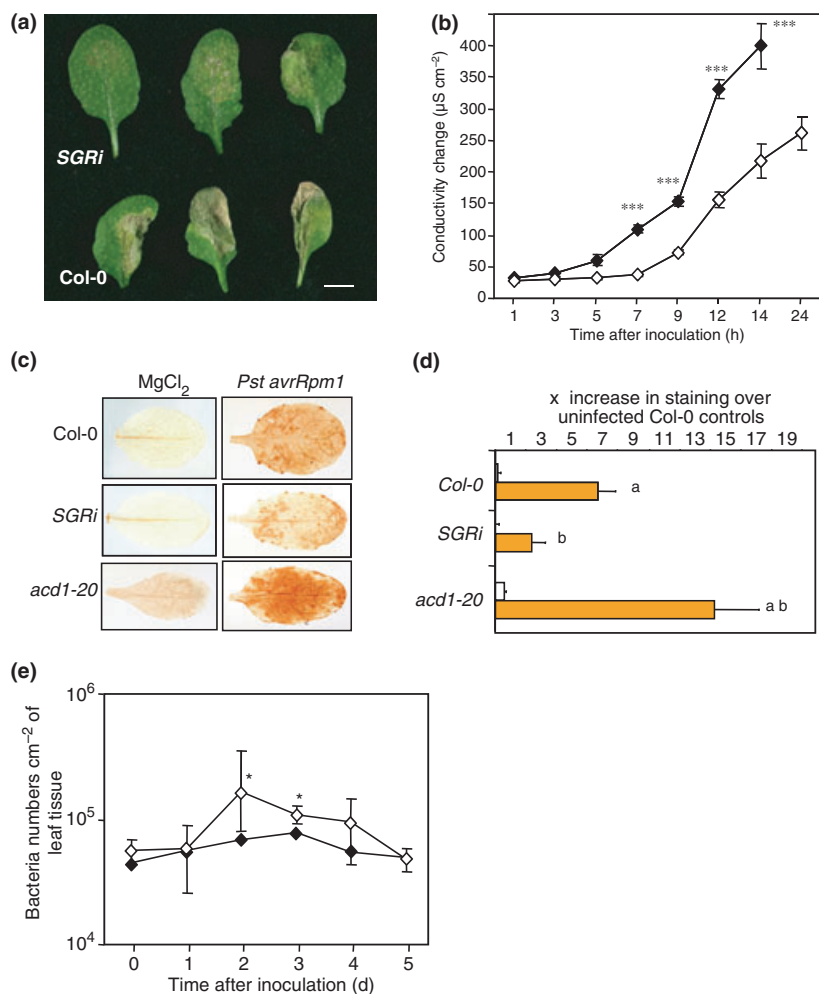 (a)
SGRi
Col-0
(b)
Conductivity change (µS cm⁻²)
400
350
300
250
200
150
100
50
0
***
***
***
***
1 3 5 7 9 12 14 24
Time after inoculation (h)
(c)
MgCl₂ Pst avrRpm1
Col-0
SGRi
acd1-20
(d)
x increase in staining over
uninfected Col-0 controls
1 3 5 7 9 11 13 14 17 19
Col-0 a
SGRi b
acd1-20 a b
(e)
Bacteria numbers cm⁻² of
leaf tissue
10⁶
10⁵
10⁴
*
*
0 1 2 3 4 5
Time after inoculation (d)